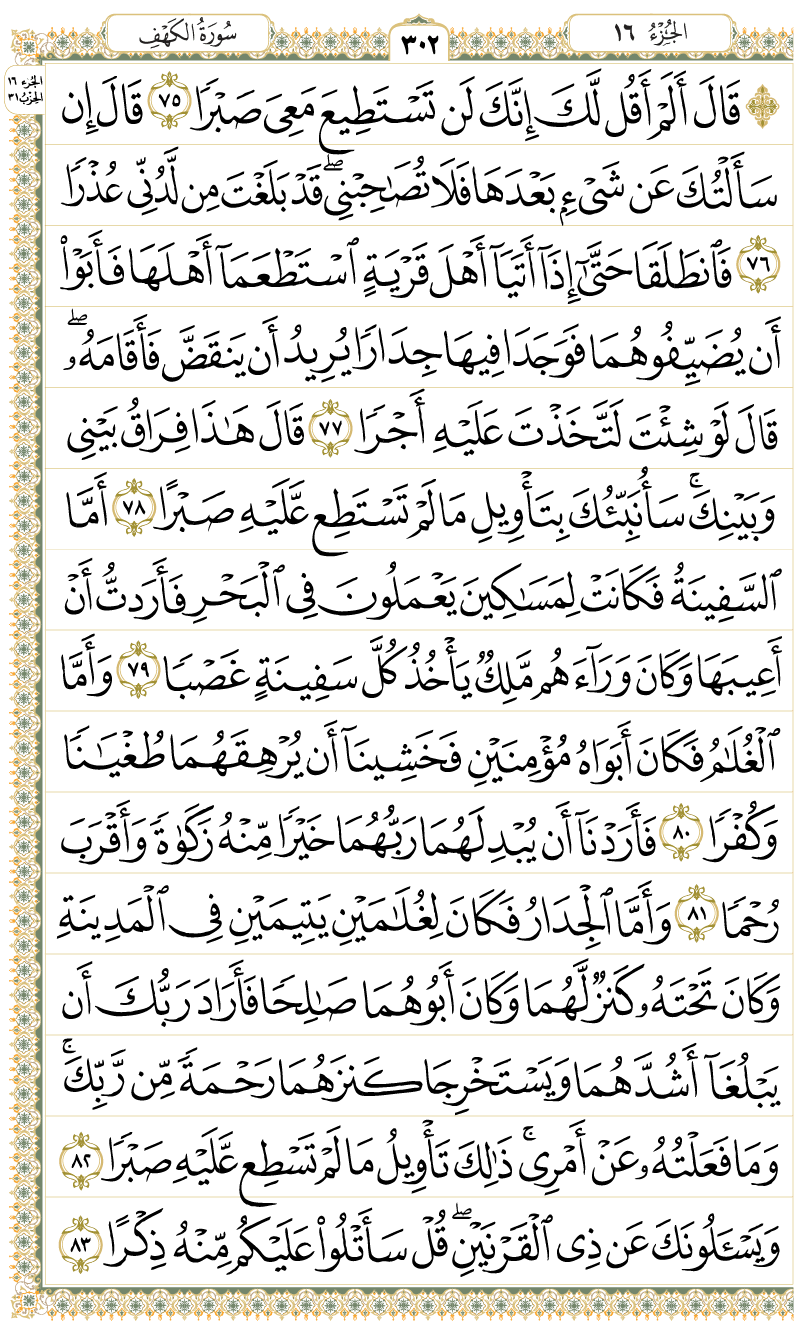 الجُزْءُ ١٦
٣٠٢
سُورَةُ الكَهْفِ
الجزء ١٦
الحزب ٣١
۞ قَالَ أَلَمْ أَقُل لَّكَ إِنَّكَ لَن تَسْتَطِيعَ مَعِىَ صَبْرًا ٧٥ قَالَ إِن
سَأَلْتُكَ عَن شَىْءٍۭ بَعْدَهَا فَلَا تُصَـٰحِبْنِى ۖ قَدْ بَلَغْتَ مِن لَّدُنِّى عُذْرًا
٧٦ فَٱنطَلَقَا حَتَّىٰٓ إِذَآ أَتَيَآ أَهْلَ قَرْيَةٍ ٱسْتَطْعَمَآ أَهْلَهَا فَأَبَوْا۟
أَن يُضَيِّفُوهُمَا فَوَجَدَا فِيهَا جِدَارًا يُرِيدُ أَن يَنقَضَّ فَأَقَامَهُۥ ۖ
قَالَ لَوْ شِئْتَ لَتَّخَذْتَ عَلَيْهِ أَجْرًا ٧٧ قَالَ هَـٰذَا فِرَاقُ بَيْنِى
وَبَيْنِكَ ۚ سَأُنَبِّئُكَ بِتَأْوِيلِ مَا لَمْ تَسْتَطِع عَّلَيْهِ صَبْرًا ٧٨ أَمَّا
ٱلسَّفِينَةُ فَكَانَتْ لِمَسَـٰكِينَ يَعْمَلُونَ فِى ٱلْبَحْرِ فَأَرَدتُّ أَنْ
أَعِيبَهَا وَكَانَ وَرَآءَهُم مَّلِكٌ يَأْخُذُ كُلَّ سَفِينَةٍ غَصْبًا ٧٩ وَأَمَّا
ٱلْغُلَـٰمُ فَكَانَ أَبَوَاهُ مُؤْمِنَيْنِ فَخَشِينَآ أَن يُرْهِقَهُمَا طُغْيَـٰنًا
وَكُفْرًا ٨٠ فَأَرَدْنَآ أَن يُبْدِلَهُمَا رَبُّهُمَا خَيْرًا مِّنْهُ زَكَوٰةً وَأَقْرَبَ
رُحْمًا ٨١ وَأَمَّا ٱلْجِدَارُ فَكَانَ لِغُلَـٰمَيْنِ يَتِيمَيْنِ فِى ٱلْمَدِينَةِ
وَكَانَ تَحْتَهُۥ كَنزٌ لَّهُمَا وَكَانَ أَبُوهُمَا صَـٰلِحًا فَأَرَادَ رَبُّكَ أَن
يَبْلُغَآ أَشُدَّهُمَا وَيَسْتَخْرِجَا كَنزَهُمَا رَحْمَةً مِّن رَّبِّكَ ۚ
وَمَا فَعَلْتُهُۥ عَنْ أَمْرِى ۚ ذَٰلِكَ تَأْوِيلُ مَا لَمْ تَسْطِع عَّلَيْهِ صَبْرًا ٨٢
وَيَسْـَٔلُونَكَ عَن ذِى ٱلْقَرْنَيْنِ ۖ قُلْ سَأَتْلُوا۟ عَلَيْكُم مِّنْهُ ذِكْرًا ٨٣